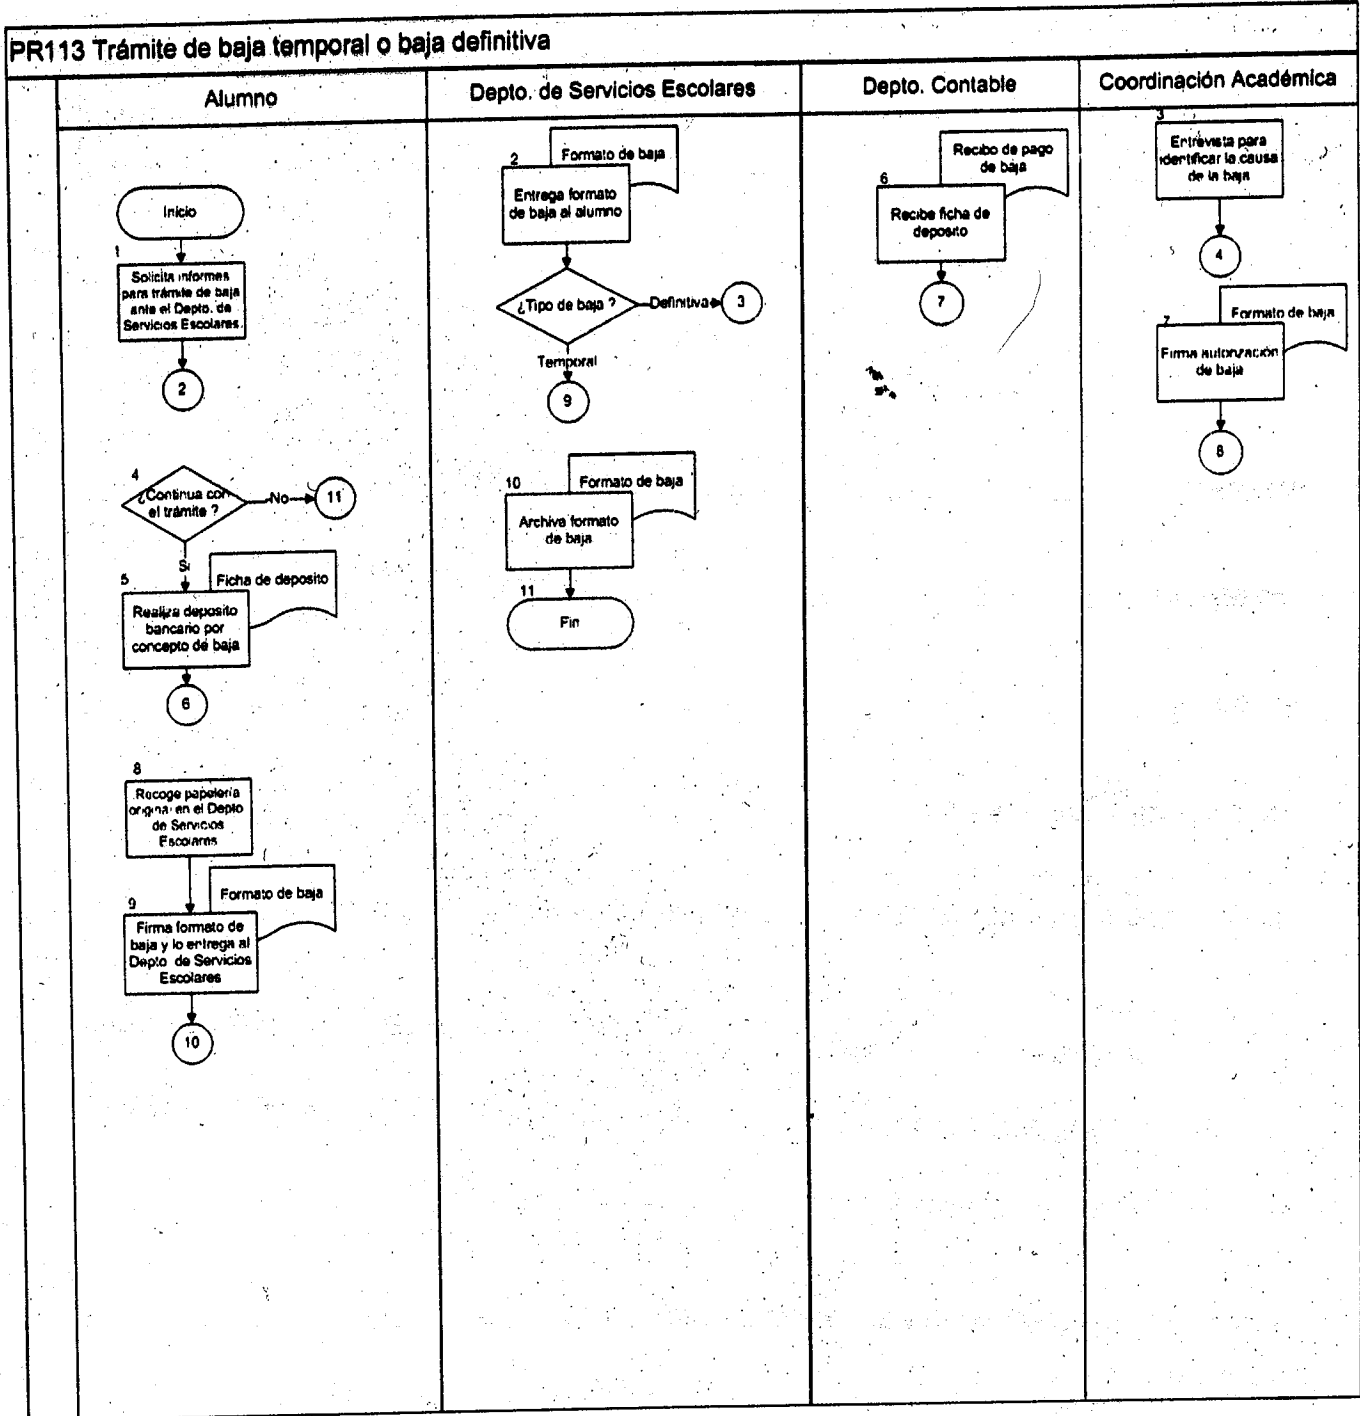 PR113 Trámite de baja temporal o baja definitiva
Alumno
Depto. de Servicios Escolares
Depto. Contable
Coordinación Académica
Inicio
1
Solicita informes
para trámite de baja
ante el Depto. de
Servicios Escolares.
2
4
¿Continua con
el trámite ?
No
11
Si
5
Ficha de deposito
Realiza deposito
bancario por
concepto de baja
6
8
Recoge papelería
original en el Depto
de Servicios
Escolares
9
Formato de baja
Firma formato de
baja y lo entrega al
Depto de Servicios
Escolares
10
2
Formato de baja
Entrega formato
de baja al alumno
¿Tipo de baja ?
Definitiva
3
Temporal
9
10
Formato de baja
Archiva formato
de baja
11
Fin
6
Recibo de pago
de baja
Recibe ficha de
deposito
7
3
Entrevista para
identificar la causa
de la baja
4
7
Formato de baja
Firma autorización
de baja
8